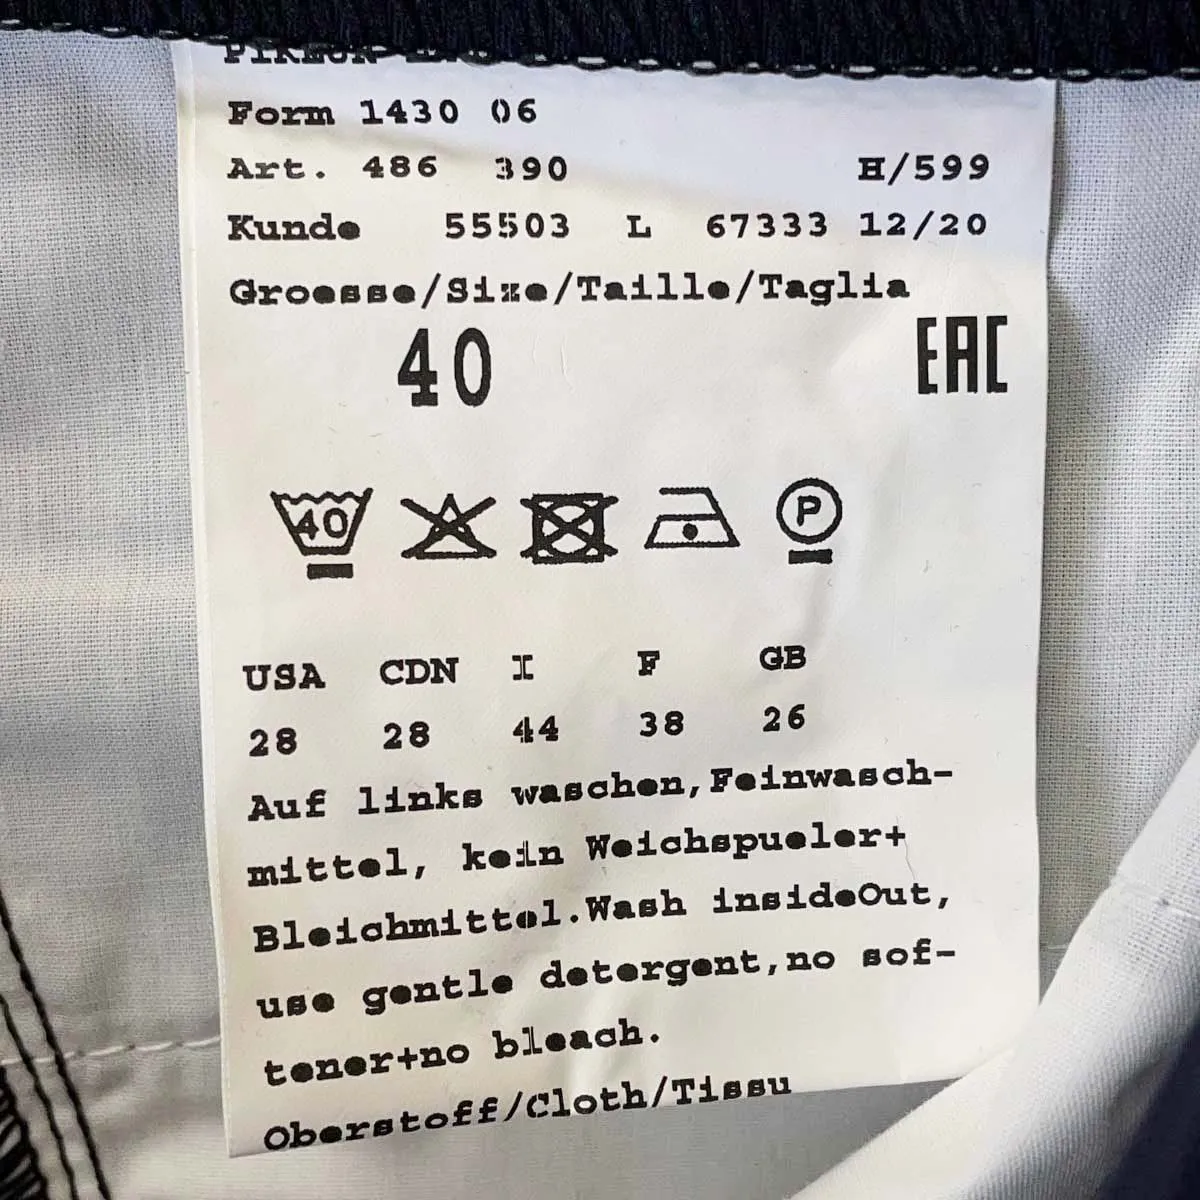 Form 1430 06
Art. 486 390 H/599
Kunde 55503 L 67333 12/20
Groesse/Size/Taille/Taglia
40 EAC
40 P
USA CDN I F GB
28 28 44 38 26
Auf links waschen,Feinwasch-
mittel, kein Weichspueler+
Bleichmittel.Wash insideOut,
use gentle detergent,no sof-
tener+no bleach.
Oberstoff/Cloth/Tissu